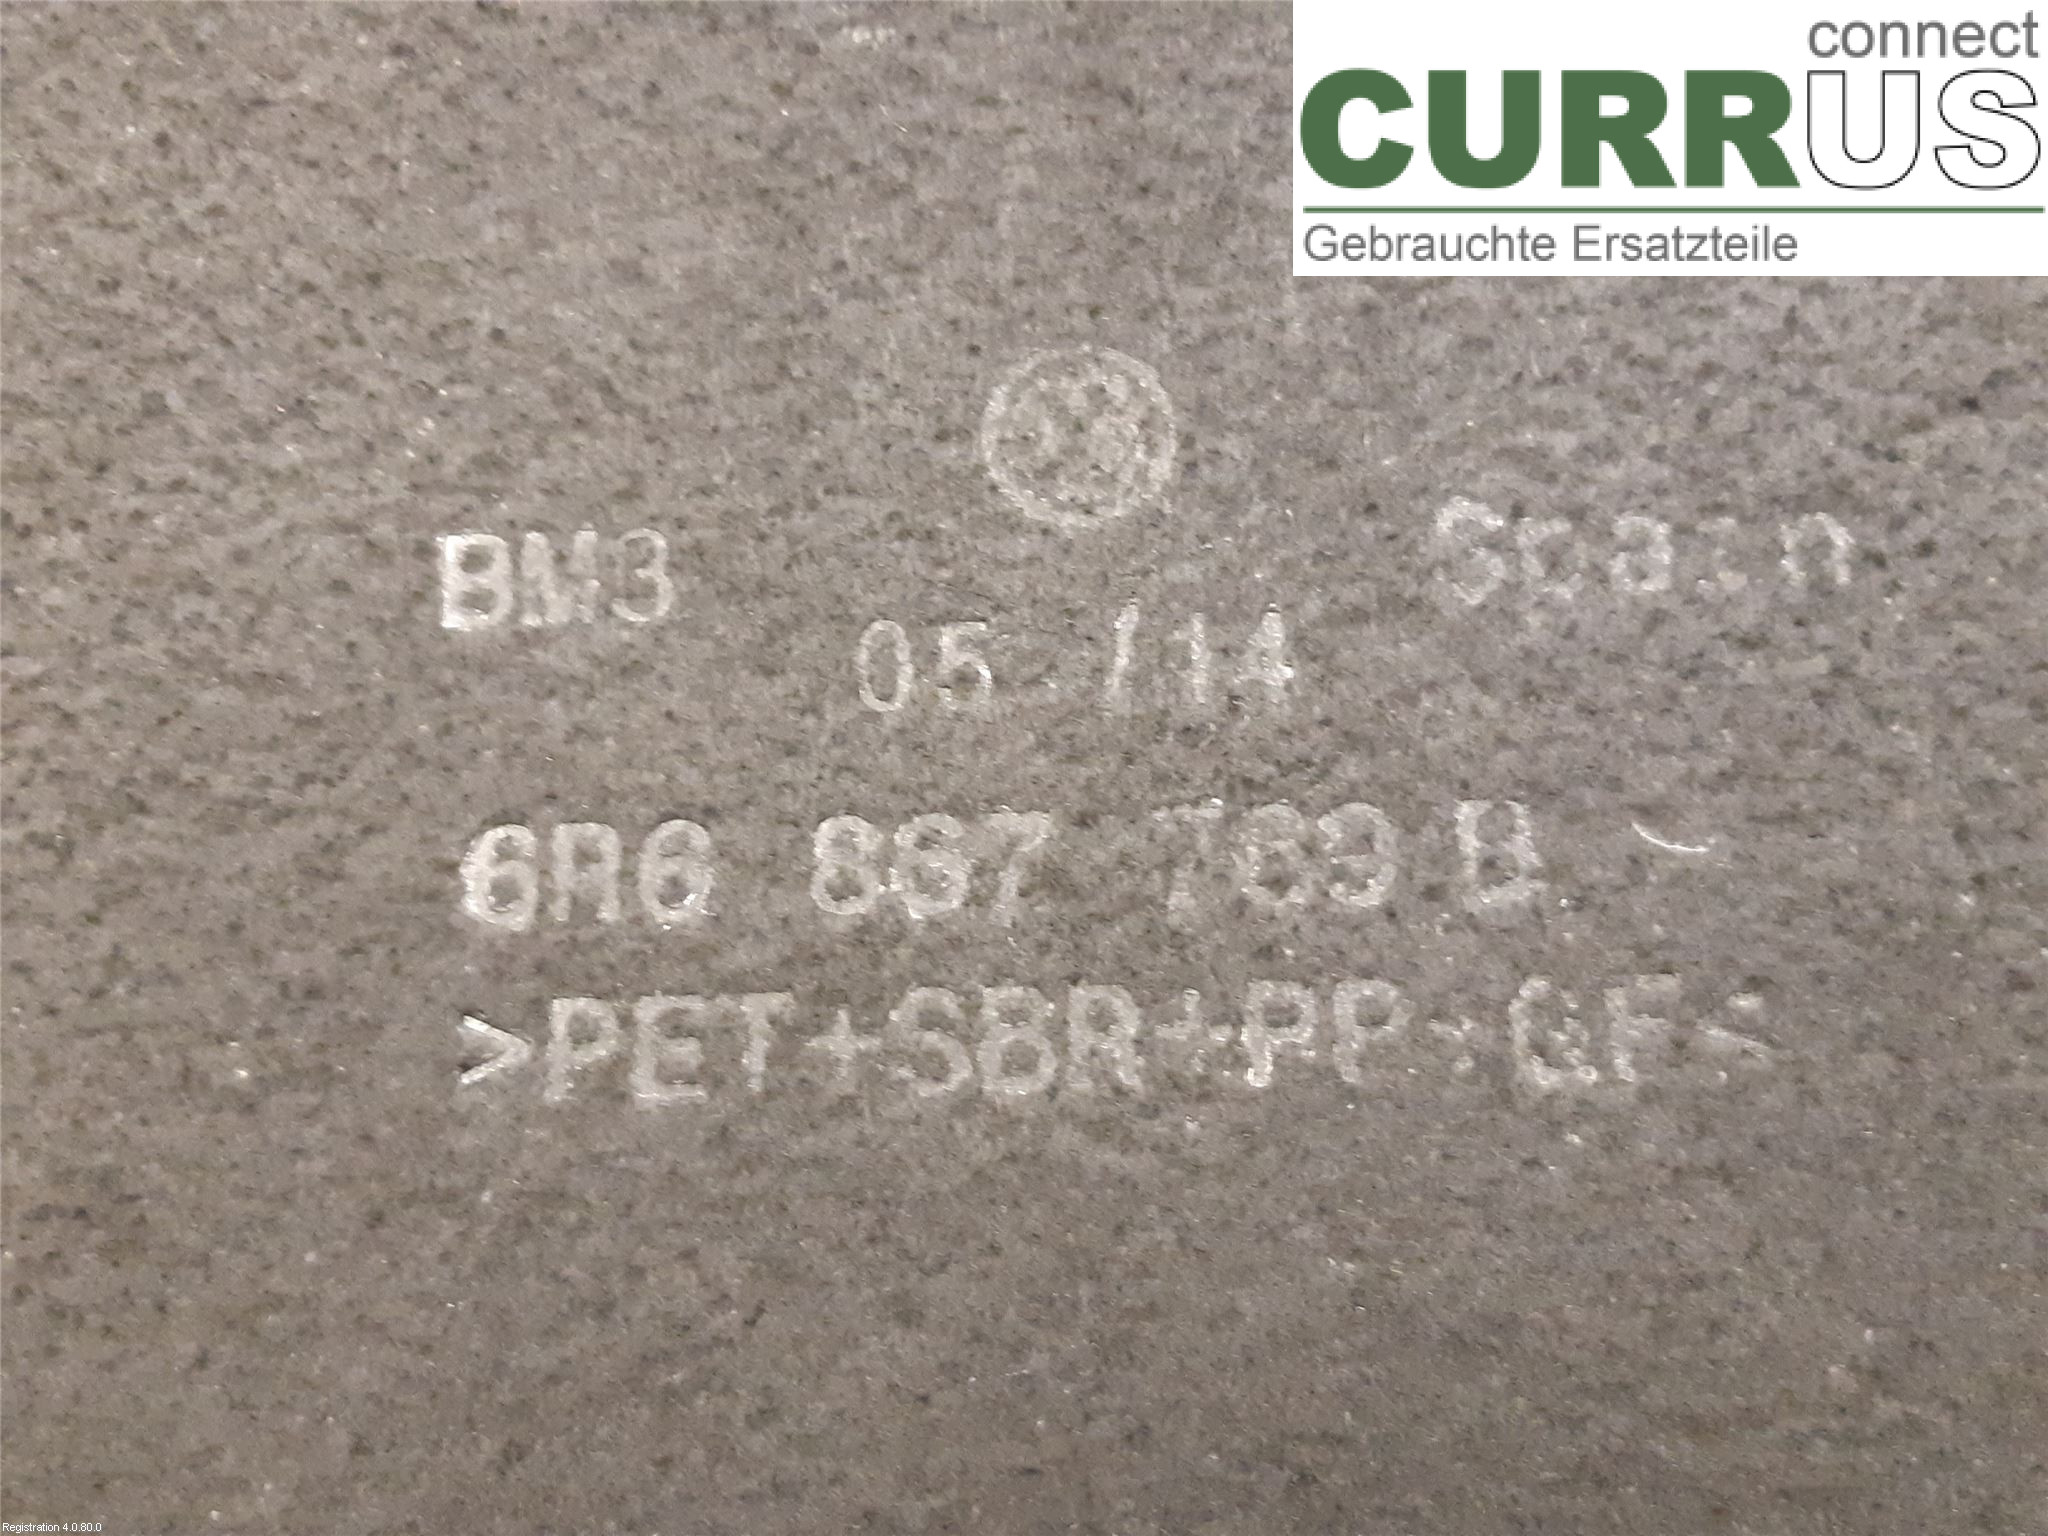 connect
CURRUS
Gebrauchte Ersatzteile
BM3
Spain
05 /14
6R6 867 769 B
>PET+SBR+PP-GF<
Registration 4.0.80.0